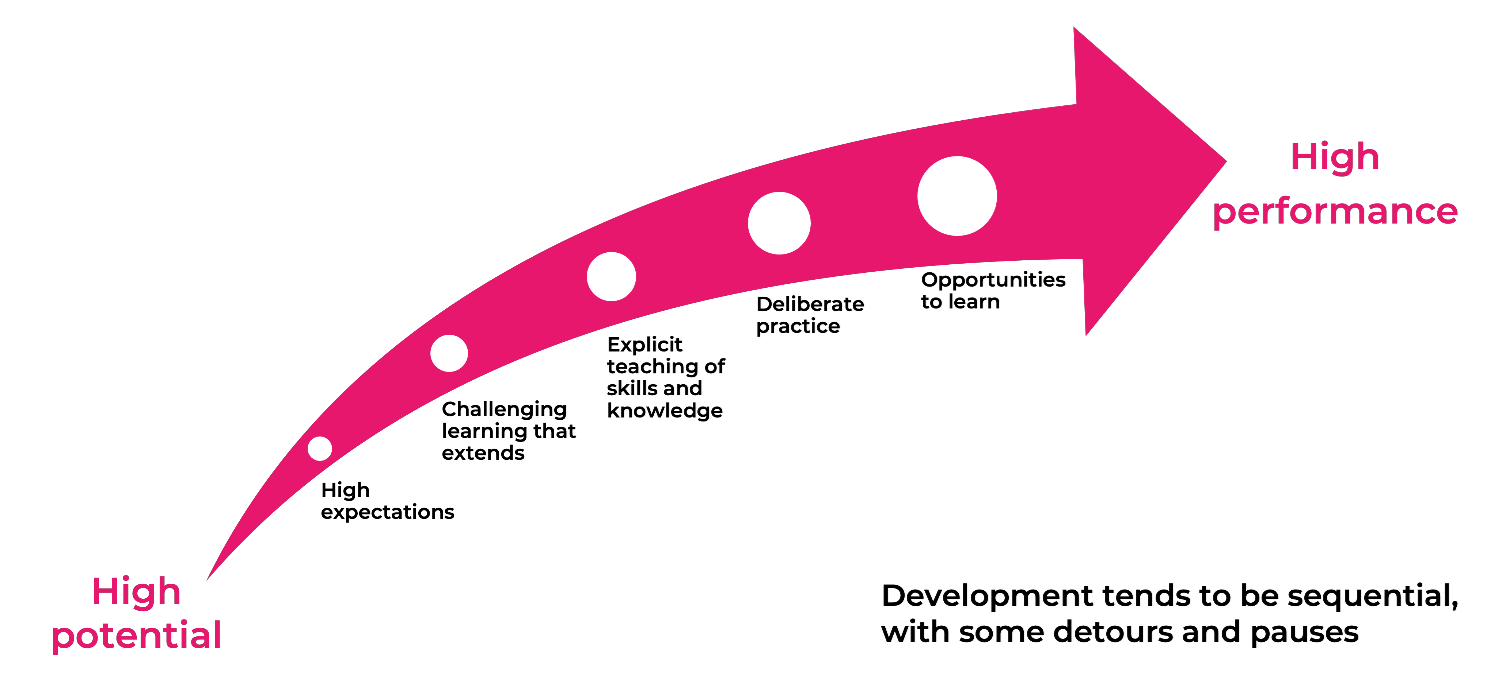 High
potential
High
expectations
Challenging
learning that
extends
Explicit
teaching of
skills and
knowledge
Deliberate
practice
Opportunities
to learn
High
performance
Development tends to be sequential,
with some detours and pauses